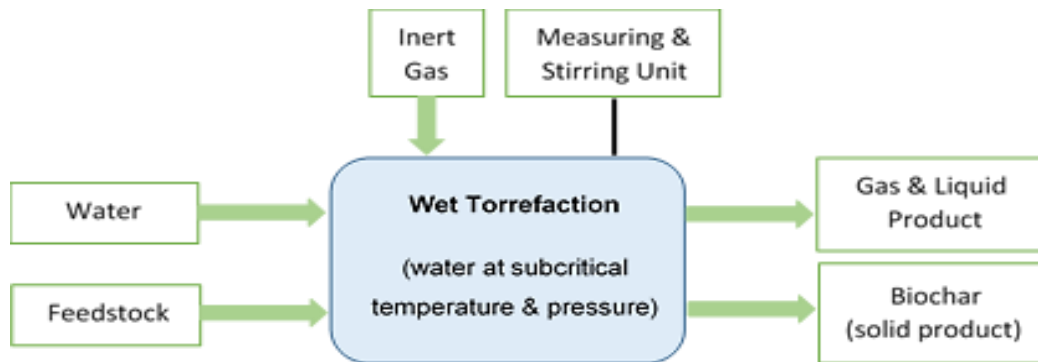 Inert
Gas
Measuring &
Stirring Unit
Water
Feedstock
Wet Torrefaction
(water at subcritical
temperature & pressure)
Gas & Liquid
Product
Biochar
(solid product)